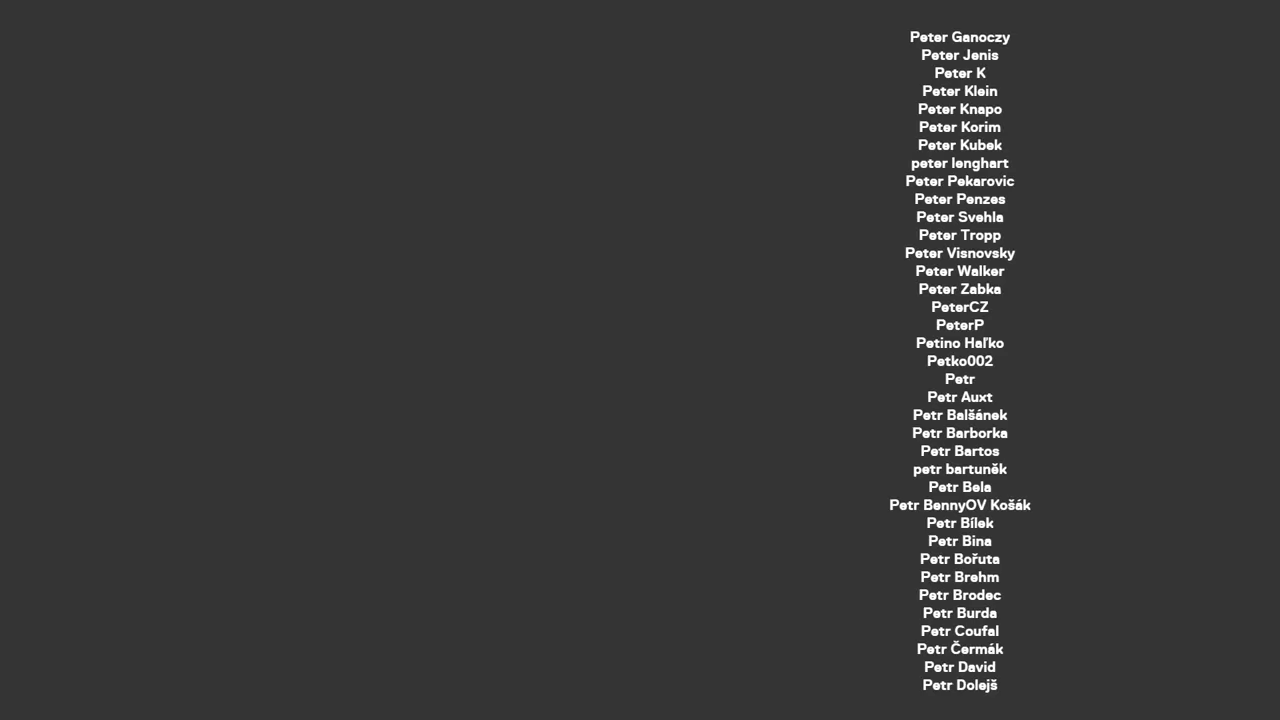 Peter Ganoczy
Peter Jenis
Peter K
Peter Klein
Peter Knapo
Peter Korim
Peter Kubek
peter lenghart
Peter Pekarovic
Peter Penzes
Peter Svehla
Peter Tropp
Peter Visnovsky
Peter Walker
Peter Zabka
PeterCZ
PeterP
Petino Haľko
Petko002
Petr
Petr Auxt
Petr Balšánek
Petr Barborka
Petr Bartos
petr bartuněk
Petr Bela
Petr BennyOV Košák
Petr Bílek
Petr Bina
Petr Bořuta
Petr Brehm
Petr Brodec
Petr Burda
Petr Coufal
Petr Čermák
Petr David
Petr Dolejš